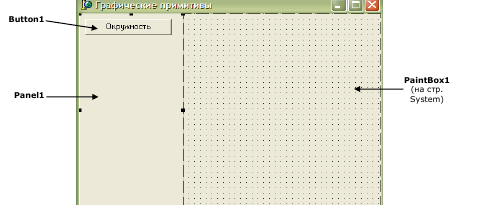 Графические примитивы
Button1
Окружность
Panel1
PaintBox1
(на стр.
System)